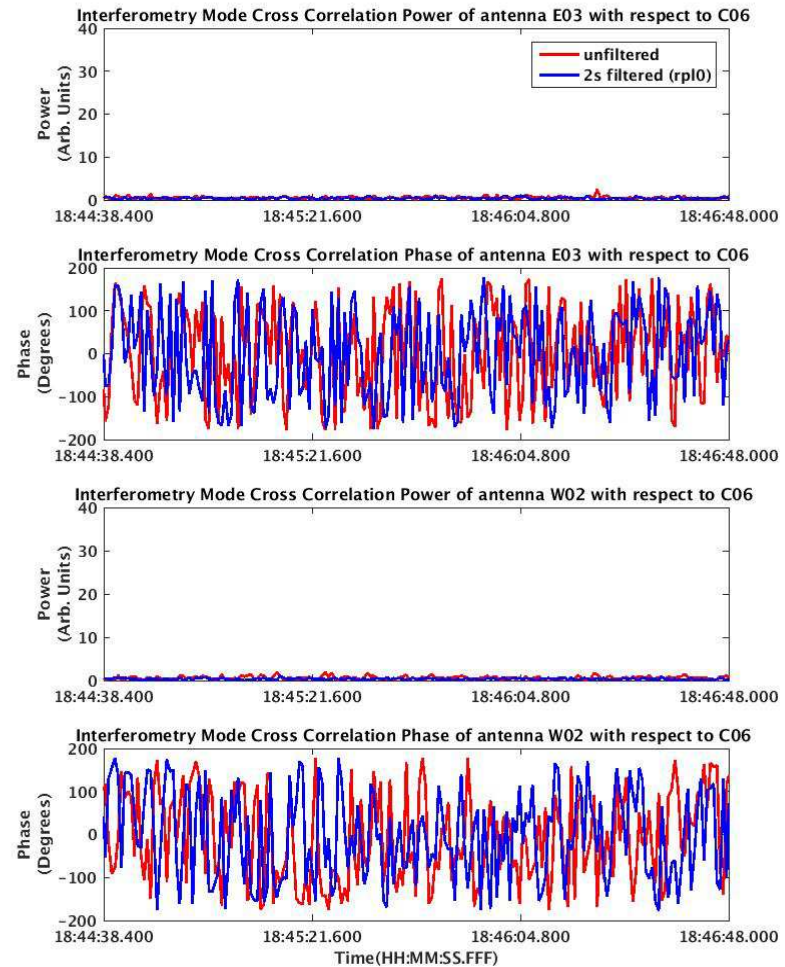 Interferometry Mode Cross Correlation Power of antenna E03 with respect to C06
40
30
20
10
0
Power
(Arb. Units)
unfiltered
2s filtered (rpl0)
18:44:38.400 18:45:21.600 18:46:04.800 18:46:48.000
Interferometry Mode Cross Correlation Phase of antenna E03 with respect to C06
200
100
0
-100
-200
Phase
(Degrees)
18:44:38.400 18:45:21.600 18:46:04.800 18:46:48.000
Interferometry Mode Cross Correlation Power of antenna W02 with respect to C06
40
30
20
10
0
Power
(Arb. Units)
18:44:38.400 18:45:21.600 18:46:04.800 18:46:48.000
Interferometry Mode Cross Correlation Phase of antenna W02 with respect to C06
200
100
0
-100
-200
Phase
(Degrees)
18:44:38.400 18:45:21.600 18:46:04.800 18:46:48.000
Time(HH:MM:SS.FFF)